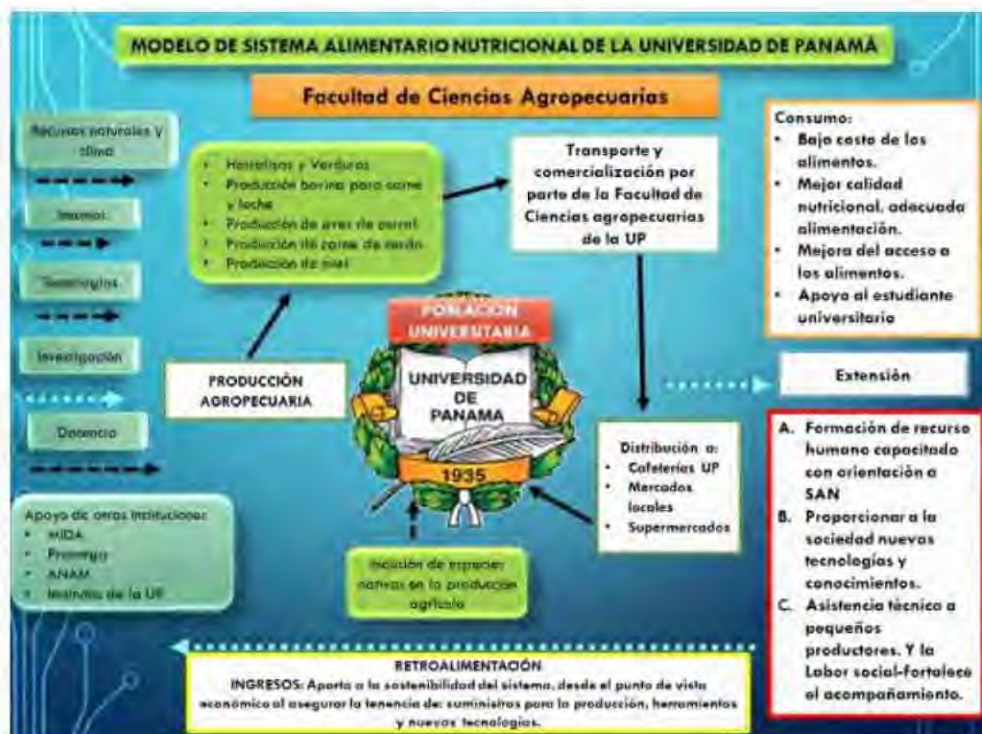 MODELO DE SISTEMA ALIMENTARIO NUTRICIONAL DE LA UNIVERSIDAD DE PANAMÁ
Facultad de Ciencias Agropecuarias
Recursos naturales y
clima
Insumos
Tecnologías
Investigación
Docencia
Apoyo de otras Instituciones
• MIDA
• ANAM
• Institutos de la UP
• Hortalizas y Verduras
• Producción bovina para carne
y leche
• Producción de aves de corral
• Producción de carne de cerdo
• Producción de miel
PRODUCCIÓN
AGROPECUARIA
Transporte y
comercialización por
parte de la Facultad de
Ciencias agropecuarias
de la UP
POBLACIÓN
UNIVERSITARIA
UNIVERSIDAD
DE
PANAMA
1935
Inclusión de especies
nativas en la producción
agrícola
Distribución a:
• Cafeterías UP
• Mercados
locales
• Supermercados
Consumo:
• Bajo costo de los
alimentos.
• Mejor calidad
nutricional, adecuada
alimentación.
• Mejora del acceso a
los alimentos.
• Apoyo al estudiante
universitario
Extensión
A. Formación de recurso
humano capacitado
con orientación a
SAN
B. Proporcionar a la
sociedad nuevas
tecnologías y
conocimientos.
C. Asistencia técnica a
pequeños
productores. Y la
Labor social-fortalece
el acompañamiento.
RETROALIMENTACIÓN
INGRESOS: Aporta a la sostenibilidad del sistema, desde el punto de vista
económico al asegurar la tenencia de: suministros para la producción, herramientas
y nuevas tecnologías.